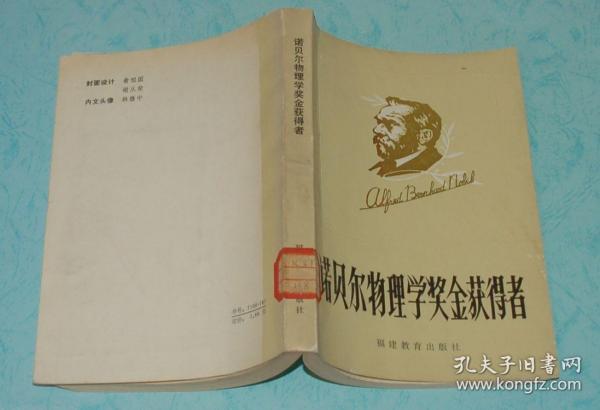 封面设计
内文头像
诺贝尔物理学奖金获得者
版社
Alfred Bernhard Nobel
诺贝尔物理学奖金获得者
福建教育出版社
孔夫子旧书网
www.kongfz.com